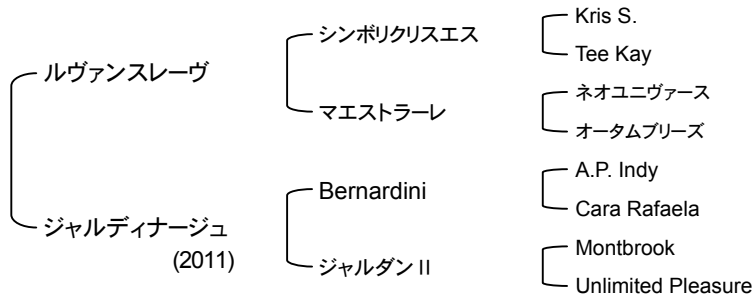 ルヴァンスレーヴ
シンボリクリスエス
Kris S.
Tee Kay
マエストラーレ
ネオユニヴァース
オータムブリーズ
ジャルディナージュ
(2011)
Bernardini
A.P. Indy
Cara Rafaela
ジャルダンⅡ
Montbrook
Unlimited Pleasure